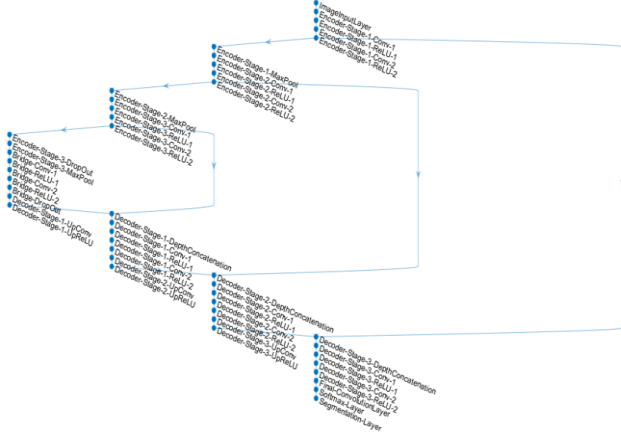 ImageInputLayer
Encoder-Stage-1-Conv-1
Encoder-Stage-1-ReLU-1
Encoder-Stage-1-Conv-2
Encoder-Stage-1-ReLU-2
Encoder-Stage-1-MaxPool
Encoder-Stage-2-Conv-1
Encoder-Stage-2-ReLU-1
Encoder-Stage-2-Conv-2
Encoder-Stage-2-ReLU-2
Encoder-Stage-2-MaxPool
Encoder-Stage-3-Conv-1
Encoder-Stage-3-ReLU-1
Encoder-Stage-3-Conv-2
Encoder-Stage-3-ReLU-2
Encoder-Stage-3-DropOut
Encoder-Stage-3-MaxPool
Bridge-Conv-1
Bridge-ReLU-1
Bridge-Conv-2
Bridge-ReLU-2
Bridge-DropOut
Decoder-Stage-1-UpConv
Decoder-Stage-1-UpReLU
Decoder-Stage-1-DepthConcatenation
Decoder-Stage-1-Conv-1
Decoder-Stage-1-ReLU-1
Decoder-Stage-1-Conv-2
Decoder-Stage-1-ReLU-2
Decoder-Stage-2-UpConv
Decoder-Stage-2-UpReLU
Decoder-Stage-2-DepthConcatenation
Decoder-Stage-2-Conv-1
Decoder-Stage-2-ReLU-1
Decoder-Stage-2-Conv-2
Decoder-Stage-2-ReLU-2
Decoder-Stage-3-UpConv
Decoder-Stage-3-UpReLU
Decoder-Stage-3-DepthConcatenation
Decoder-Stage-3-Conv-1
Decoder-Stage-3-ReLU-1
Decoder-Stage-3-Conv-2
Decoder-Stage-3-ReLU-2
Final-ConvolutionLayer
Softmax-Layer
Segmentation-Layer